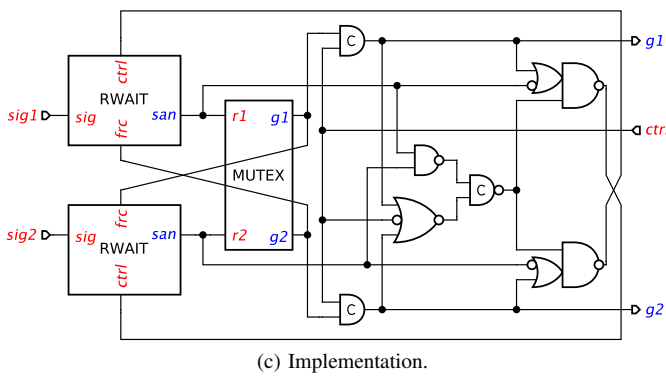 C
g1
ctrl
RWAIT
sig1
sig
san
r1
g1
frc
ctrl
MUTEX
C
frc
RWAIT
sig2
sig
san
r2
g2
ctrl
C
g2
(c) Implementation.